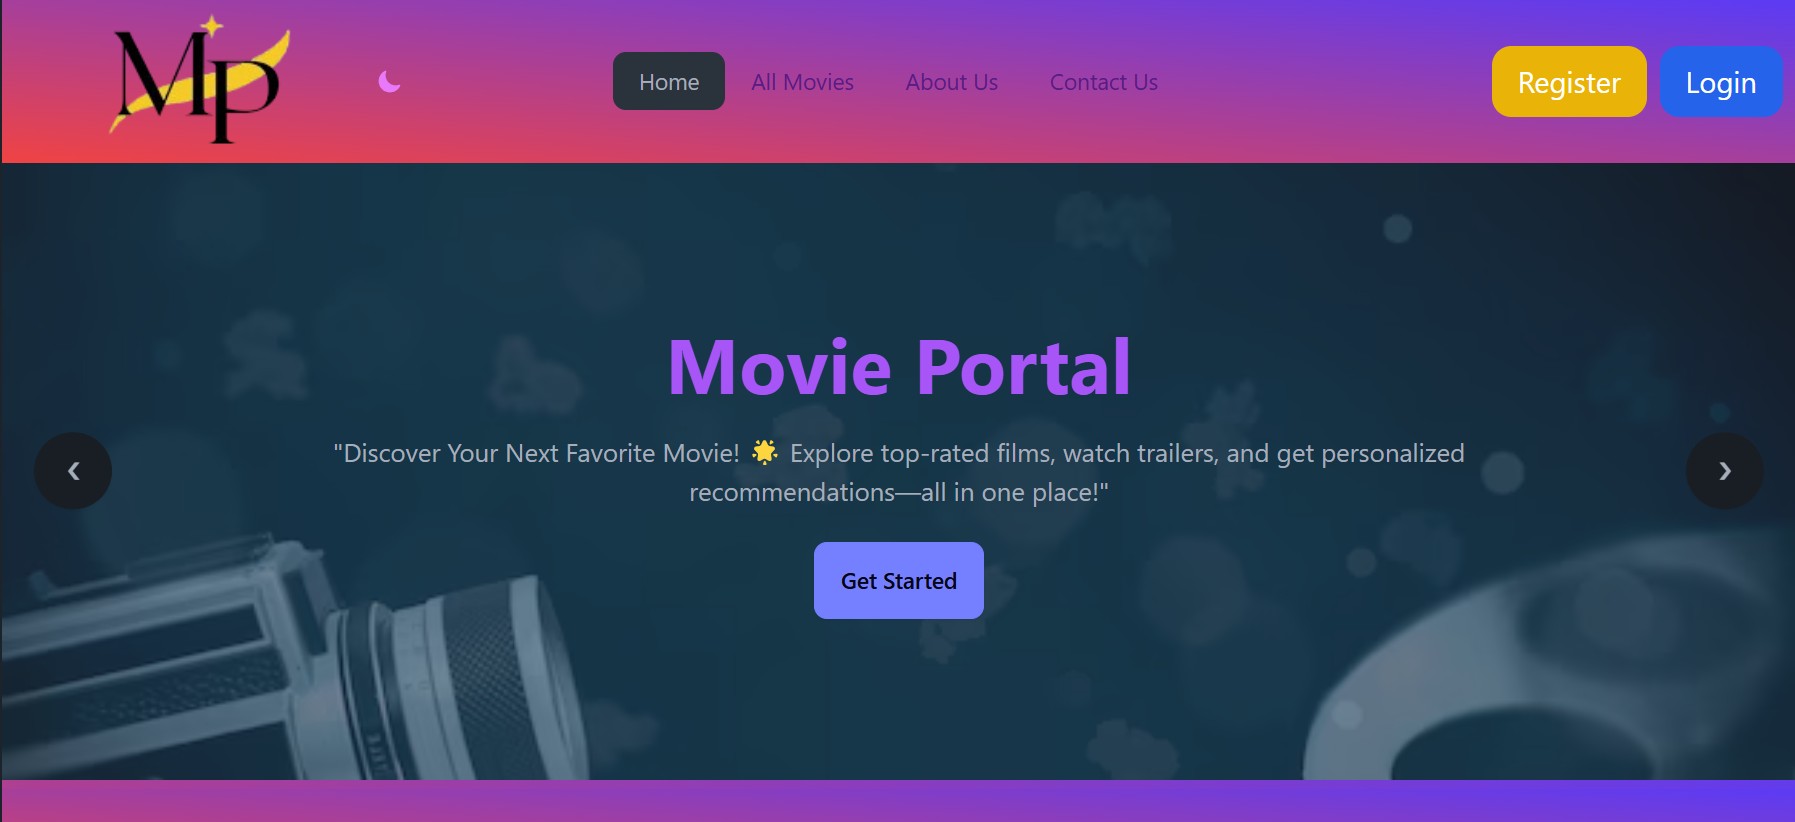 MP
Home
All Movies
About Us
Contact Us
Register
Login
Movie Portal
"Discover Your Next Favorite Movie! 🌟 Explore top-rated films, watch trailers, and get personalized
recommendations—all in one place!"
Get Started